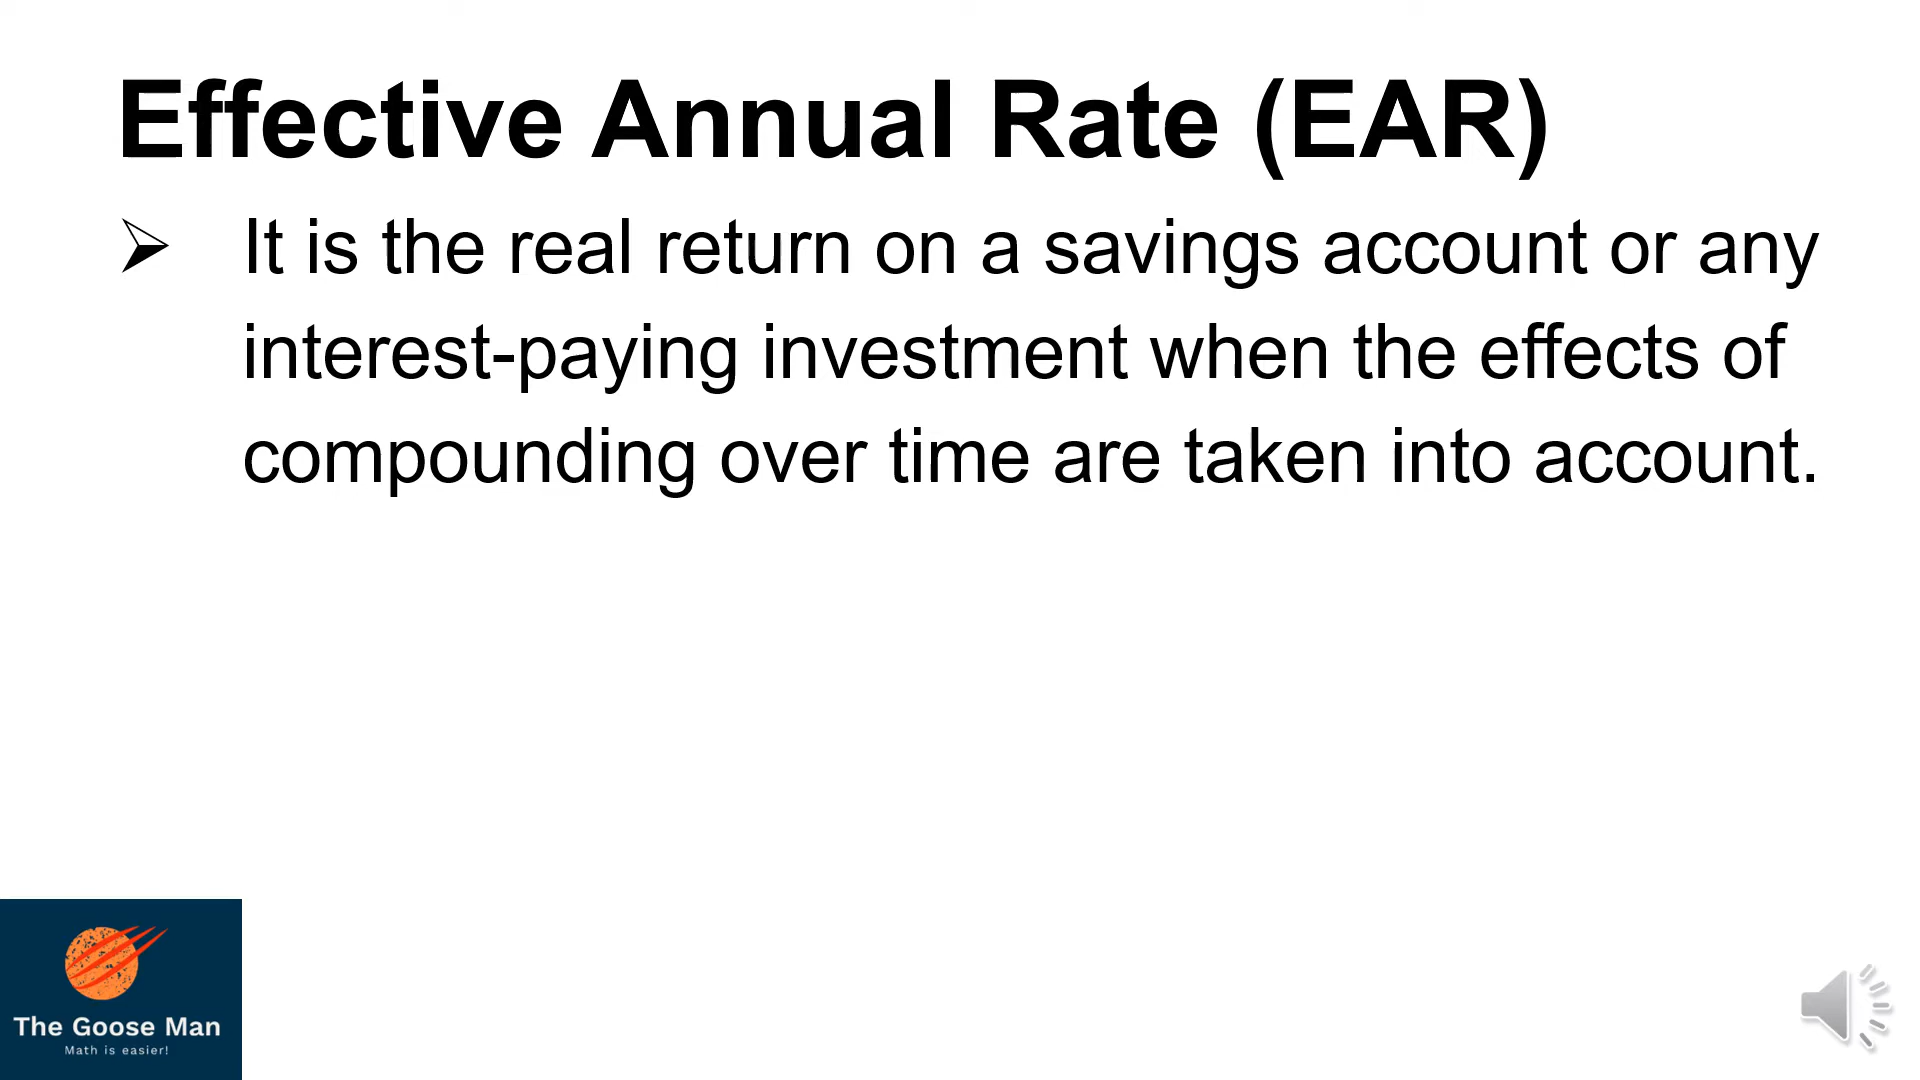 Effective Annual Rate (EAR)
It is the real return on a savings account or any
interest-paying investment when the effects of
compounding over time are taken into account.
The Goose Man
Math is easier!